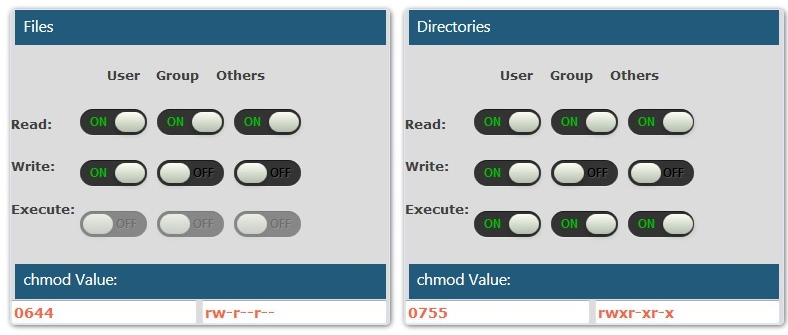 Files
User Group Others
Read: ON ON ON
Write: ON OFF OFF
Execute: OFF OFF OFF
chmod Value:
0644 rw-r--r--
Directories
User Group Others
Read: ON ON ON
Write: ON OFF OFF
Execute: ON ON ON
chmod Value:
0755 rwxr-xr-x